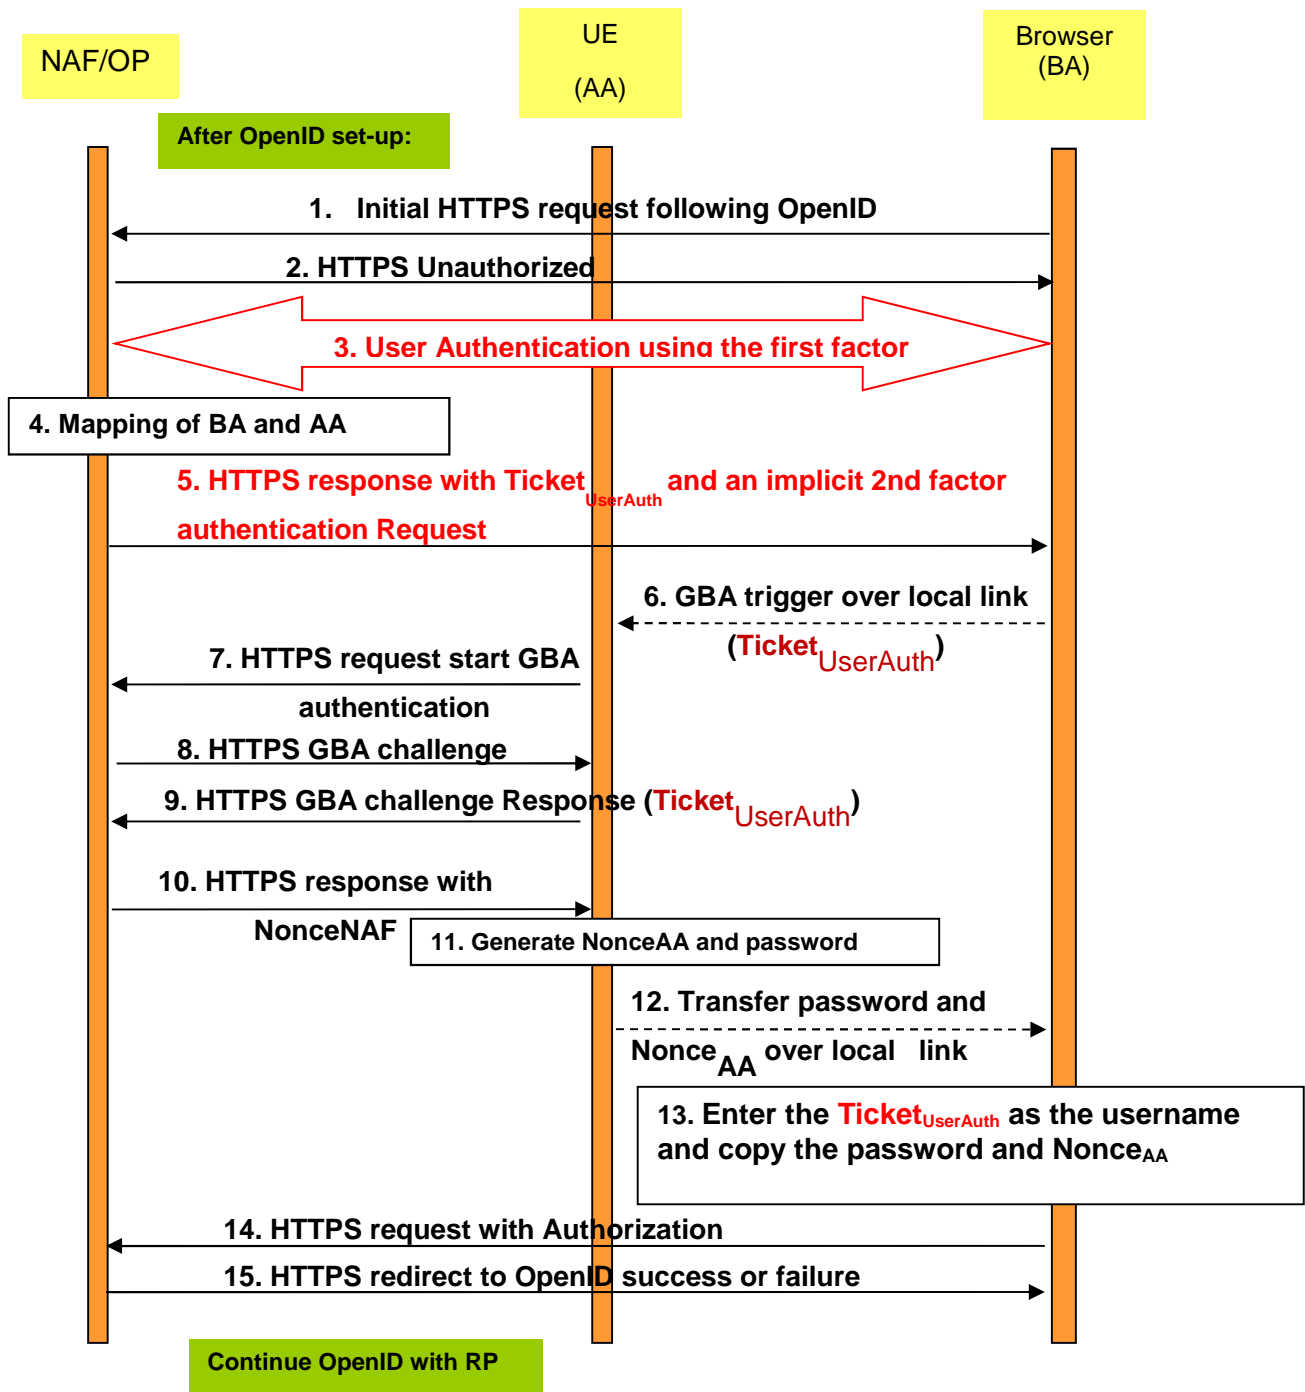 NAF/OP
UE
(AA)
Browser
(BA)
After OpenID set-up:
1. Initial HTTPS request following OpenID
2. HTTPS Unauthorized
3. User Authentication using the first factor
4. Mapping of BA and AA
5. HTTPS response with TicketUserAuth and an implicit 2nd factor
authentication Request
6. GBA trigger over local link
(TicketUserAuth)
7. HTTPS request start GBA
authentication
8. HTTPS GBA challenge
9. HTTPS GBA challenge Response (TicketUserAuth)
10. HTTPS response with
NonceNAF
11. Generate NonceAA and password
12. Transfer password and
NonceAA over local link
13. Enter the TicketUserAuth as the username
and copy the password and NonceAA
14. HTTPS request with Authorization
15. HTTPS redirect to OpenID success or failure
Continue OpenID with RP